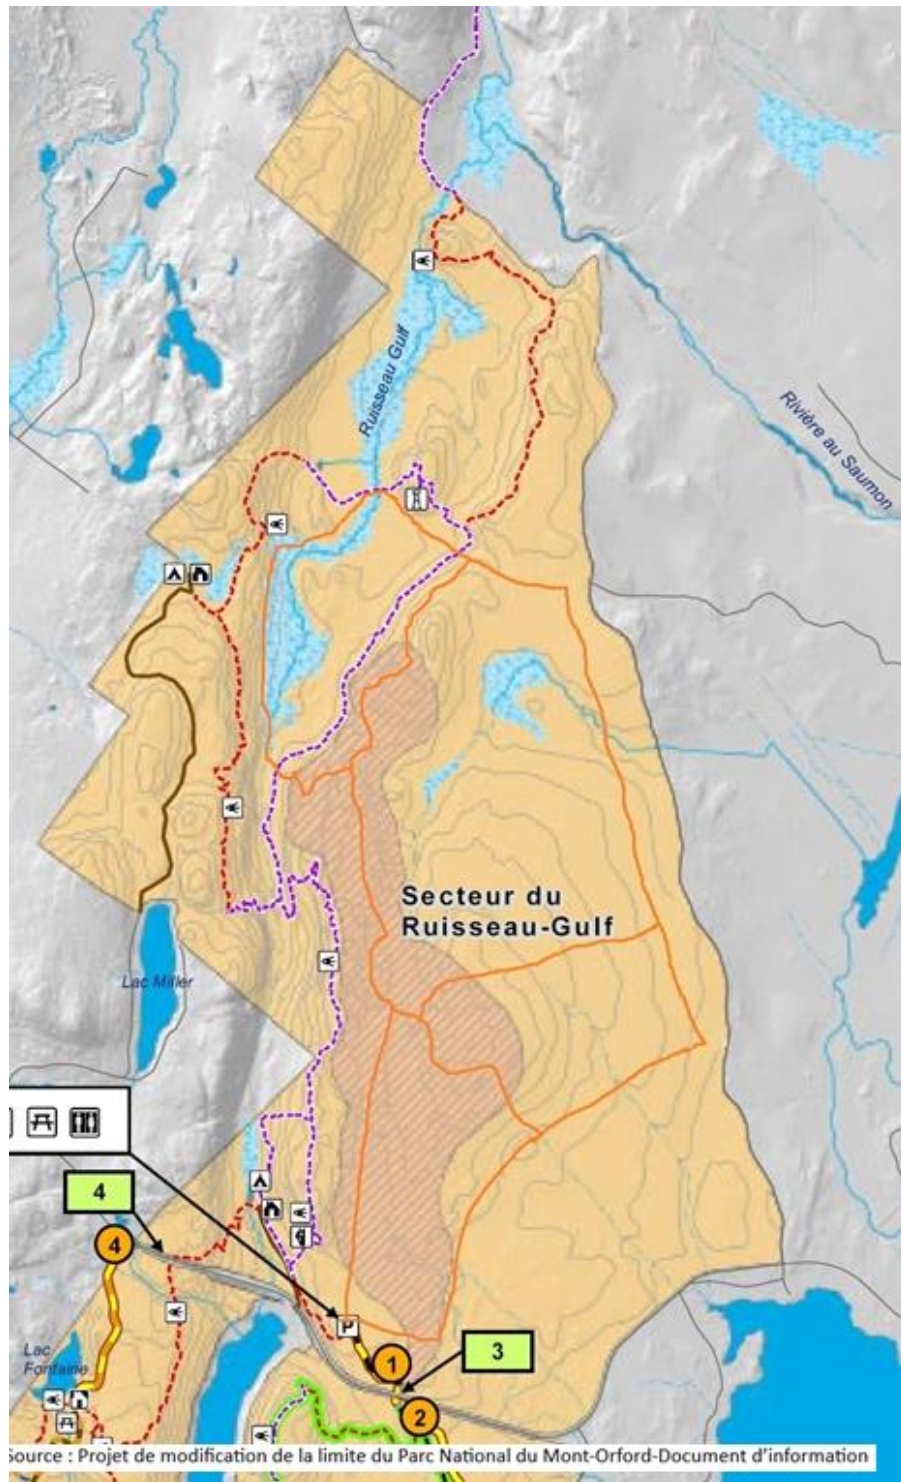 Ruisseau Gulf
Rivière au Saumon
Secteur du
Ruisseau-Gulf
Lac Miller
4
4
P
1
3
2
Lac
Fontaine
Source : Projet de modification de la limite du Parc National du Mont-Orford-Document d'information